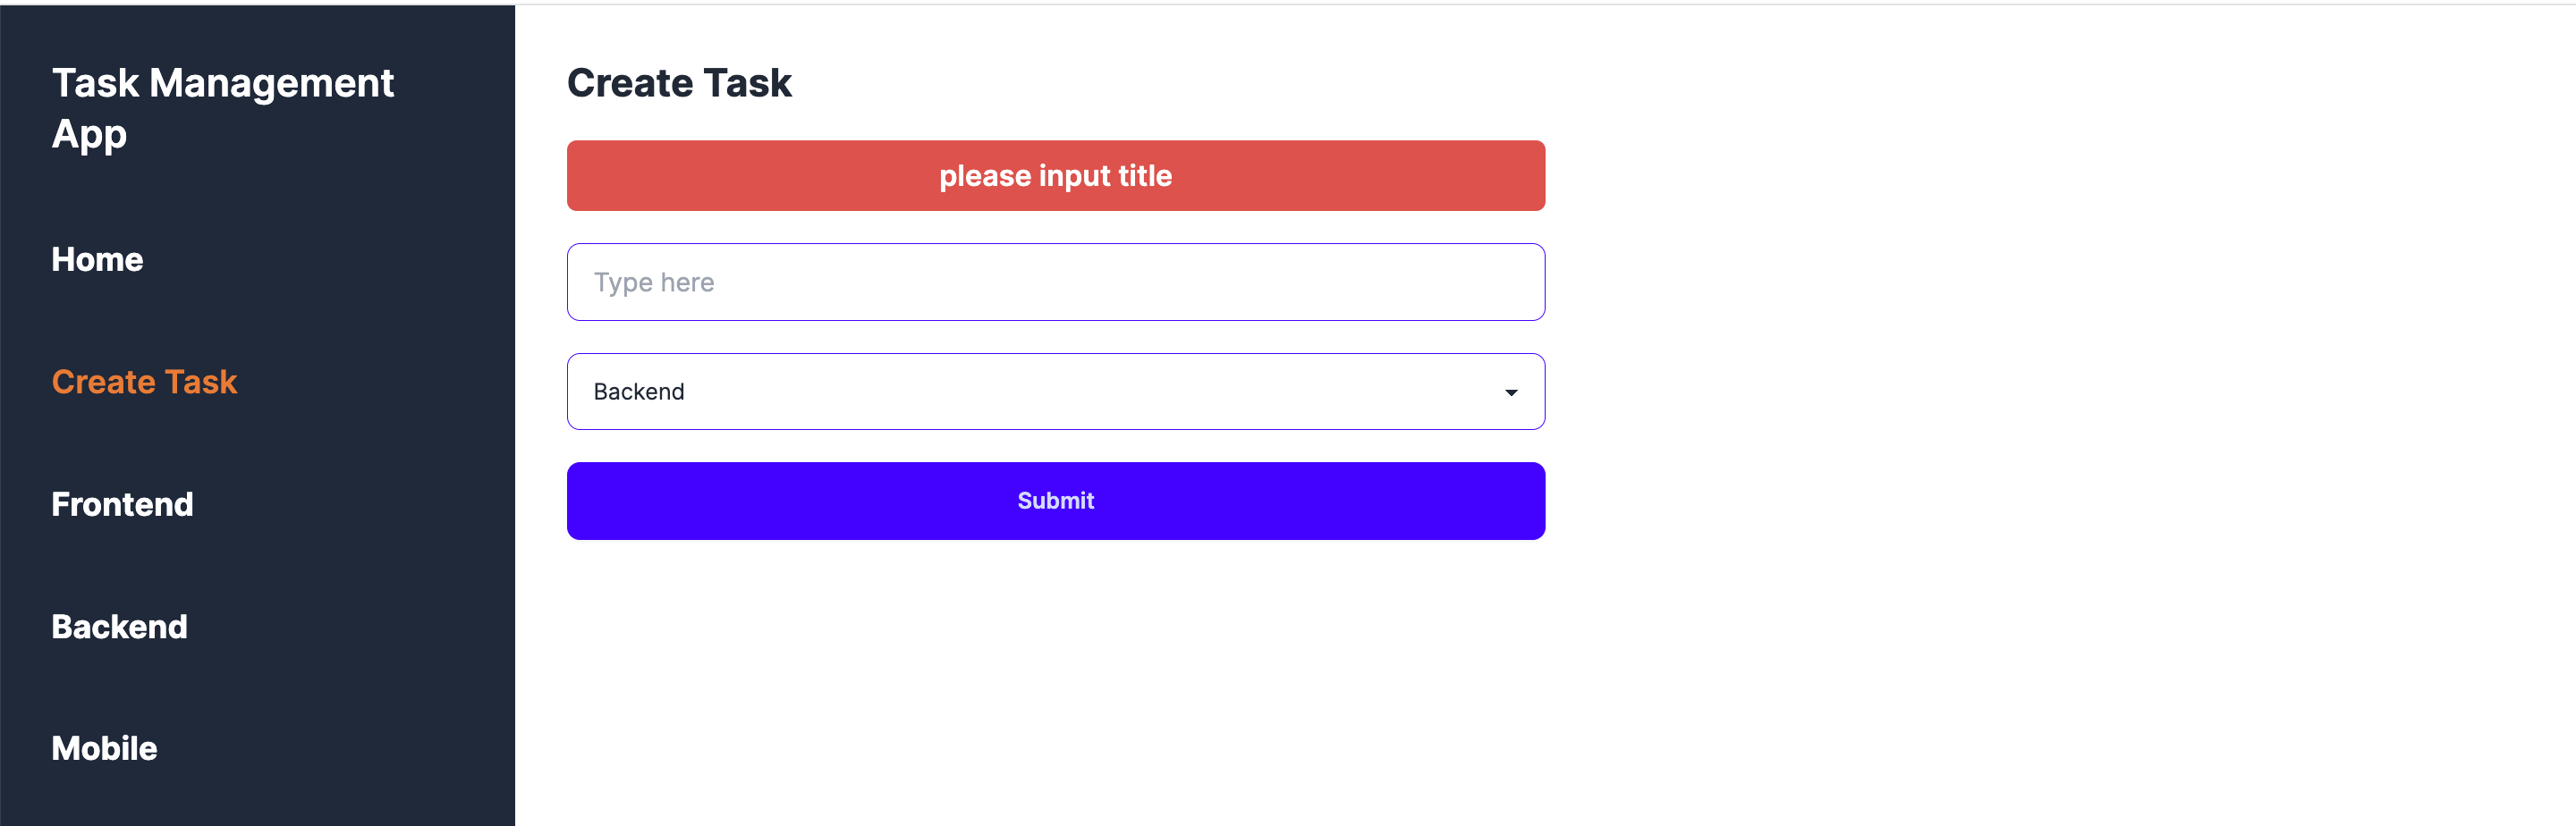 Task Management
App
Home
Create Task
Frontend
Backend
Mobile
Create Task
please input title
Type here
Backend
Submit